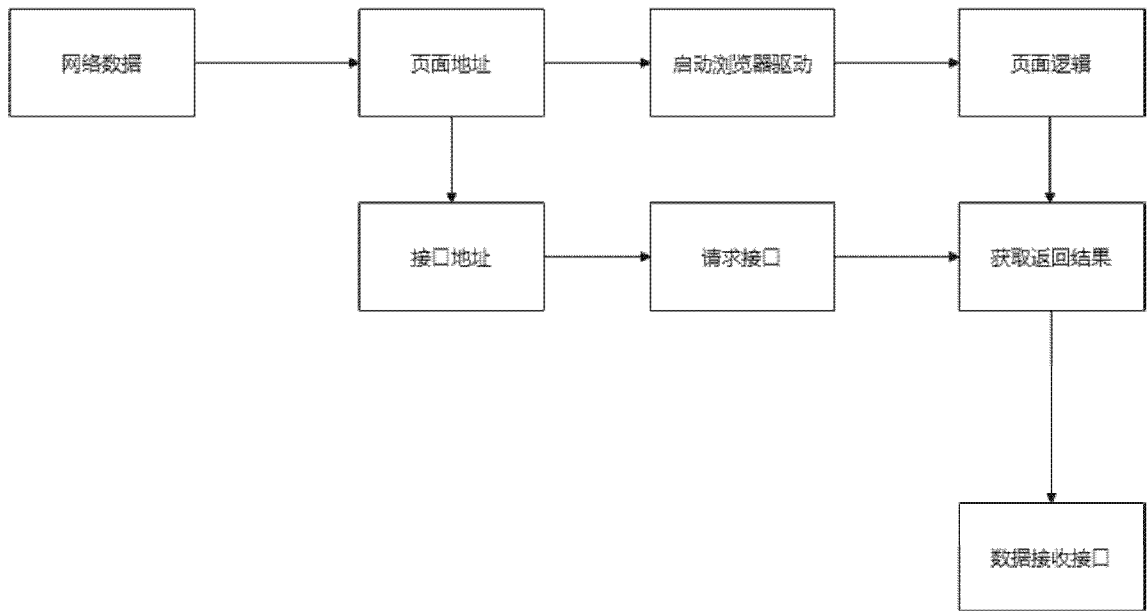 网络数据
页面地址
启动浏览器驱动
页面逻辑
接口地址
请求接口
获取返回结果
数据接收接口